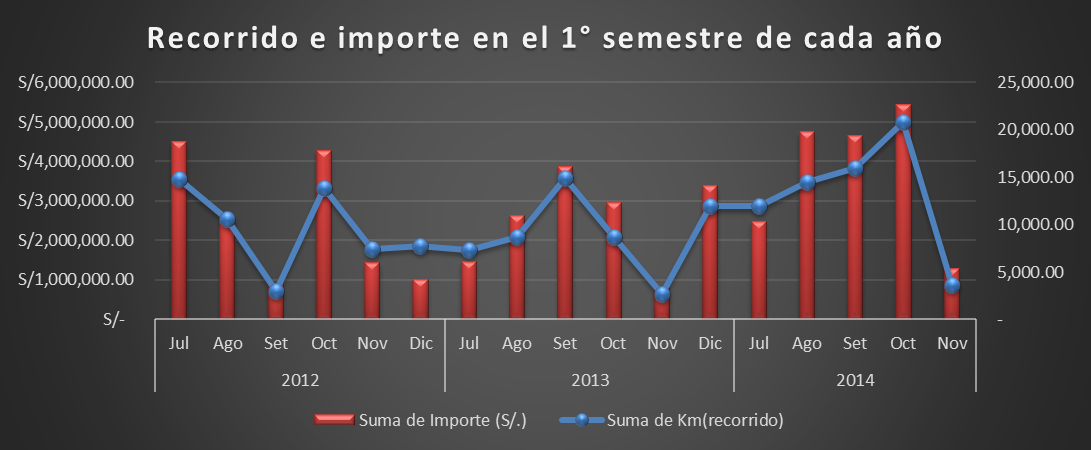 Recorrido e importe en el 1° semestre de cada año
S/6,000,000.00 25,000.00
S/5,000,000.00 20,000.00
S/4,000,000.00 15,000.00
S/3,000,000.00 10,000.00
S/2,000,000.00 5,000.00
S/1,000,000.00
S/- -
Jul Ago Set Oct Nov Dic Jul Ago Set Oct Nov Dic Jul Ago Set Oct Nov
2012 2013 2014
Suma de Importe (S/.) Suma de Km(recorrido)